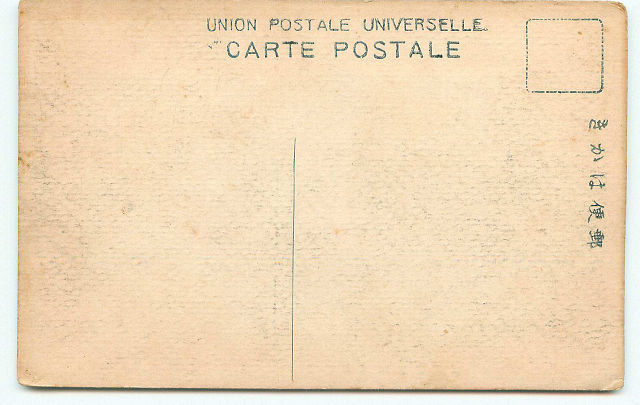 UNION POSTALE UNIVERSELLE.
CARTE POSTALE
郵便はかき